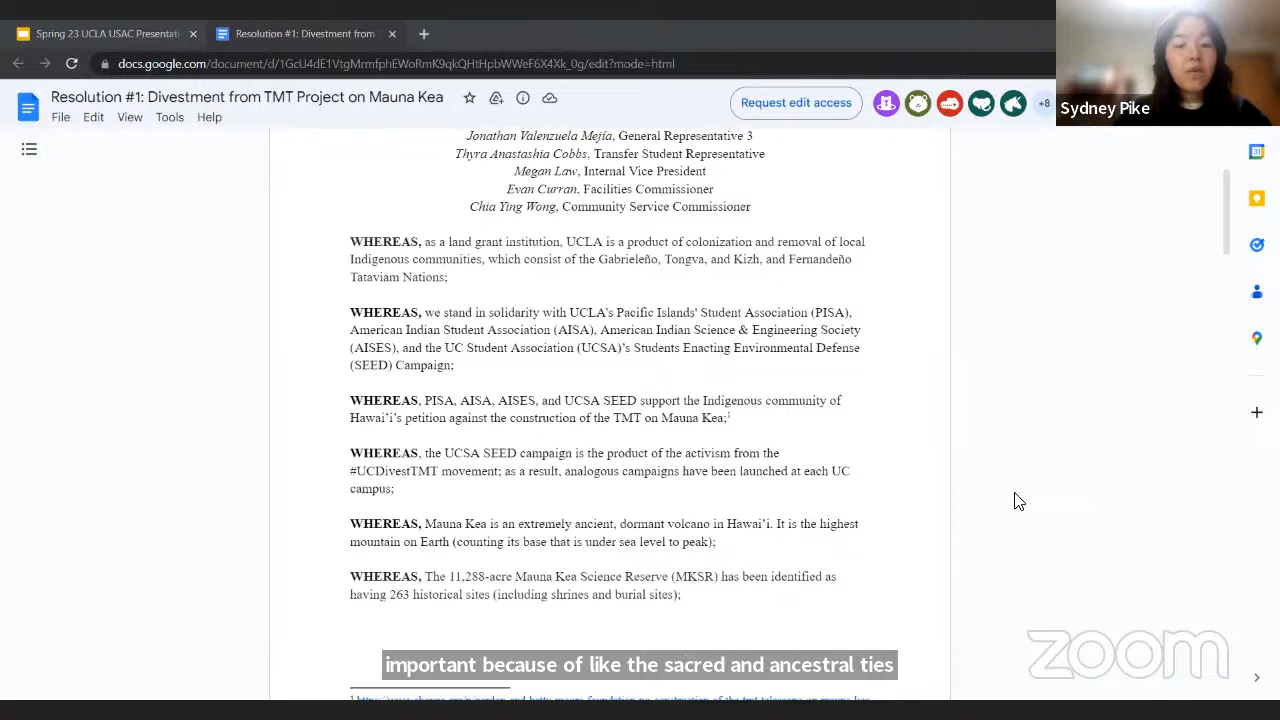 Spring 23 UCLA USAC Presentati
Resolution #1: Divestment from
docs.google.com/document/d/1GcU4dE1VtgMrmfphEWoRmK9qkQHtHpbWWeF6X4Xk_0g/edit?mode=html
Resolution #1: Divestment from TMT Project on Mauna Kea
Request edit access
+8
Sydney Pike
File Edit View Tools Help
31
Jonathan Valenzuela Mejía, General Representative 3
Thyra Anastashia Cobbs, Transfer Student Representative
Megan Law, Internal Vice President
Evan Curran, Facilities Commissioner
Chia Ying Wong, Community Service Commissioner
WHEREAS, as a land grant institution, UCLA is a product of colonization and removal of local
Indigenous communities, which consist of the Gabrieleño, Tongva, and Kizh, and Fernandeño
Tataviam Nations;
WHEREAS, we stand in solidarity with UCLA's Pacific Islands' Student Association (PISA),
American Indian Student Association (AISA), American Indian Science & Engineering Society
(AISES), and the UC Student Association (UCSA)'s Students Enacting Environmental Defense
(SEED) Campaign;
WHEREAS, PISA, AISA, AISES, and UCSA SEED support the Indigenous community of
Hawai'i's petition against the construction of the TMT on Mauna Kea;1
WHEREAS, the UCSA SEED campaign is the product of the activism from the
#UCDivestTMT movement; as a result, analogous campaigns have been launched at each UC
campus;
WHEREAS, Mauna Kea is an extremely ancient, dormant volcano in Hawai'i. It is the highest
mountain on Earth (counting its base that is under sea level to peak);
WHEREAS, The 11,288-acre Mauna Kea Science Reserve (MKSR) has been identified as
having 263 historical sites (including shrines and burial sites);
important because of like the sacred and ancestral ties
zoom